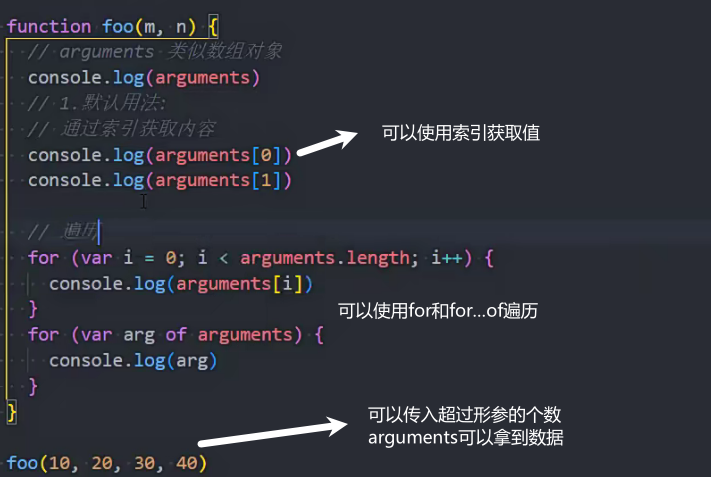 function foo(m, n) {
// arguments 类似数组对象
console.log(arguments)
// 1.默认用法:
// 通过索引获取内容
console.log(arguments[0])
可以使用索引获取值
console.log(arguments[1])
// 遍历
for (var i = 0; i < arguments.length; i++) {
console.log(arguments[i])
}
可以使用for和for...of遍历
for (var arg of arguments) {
console.log(arg)
}
}
可以传入超过形参的个数
arguments可以拿到数据
foo(10, 20, 30, 40)